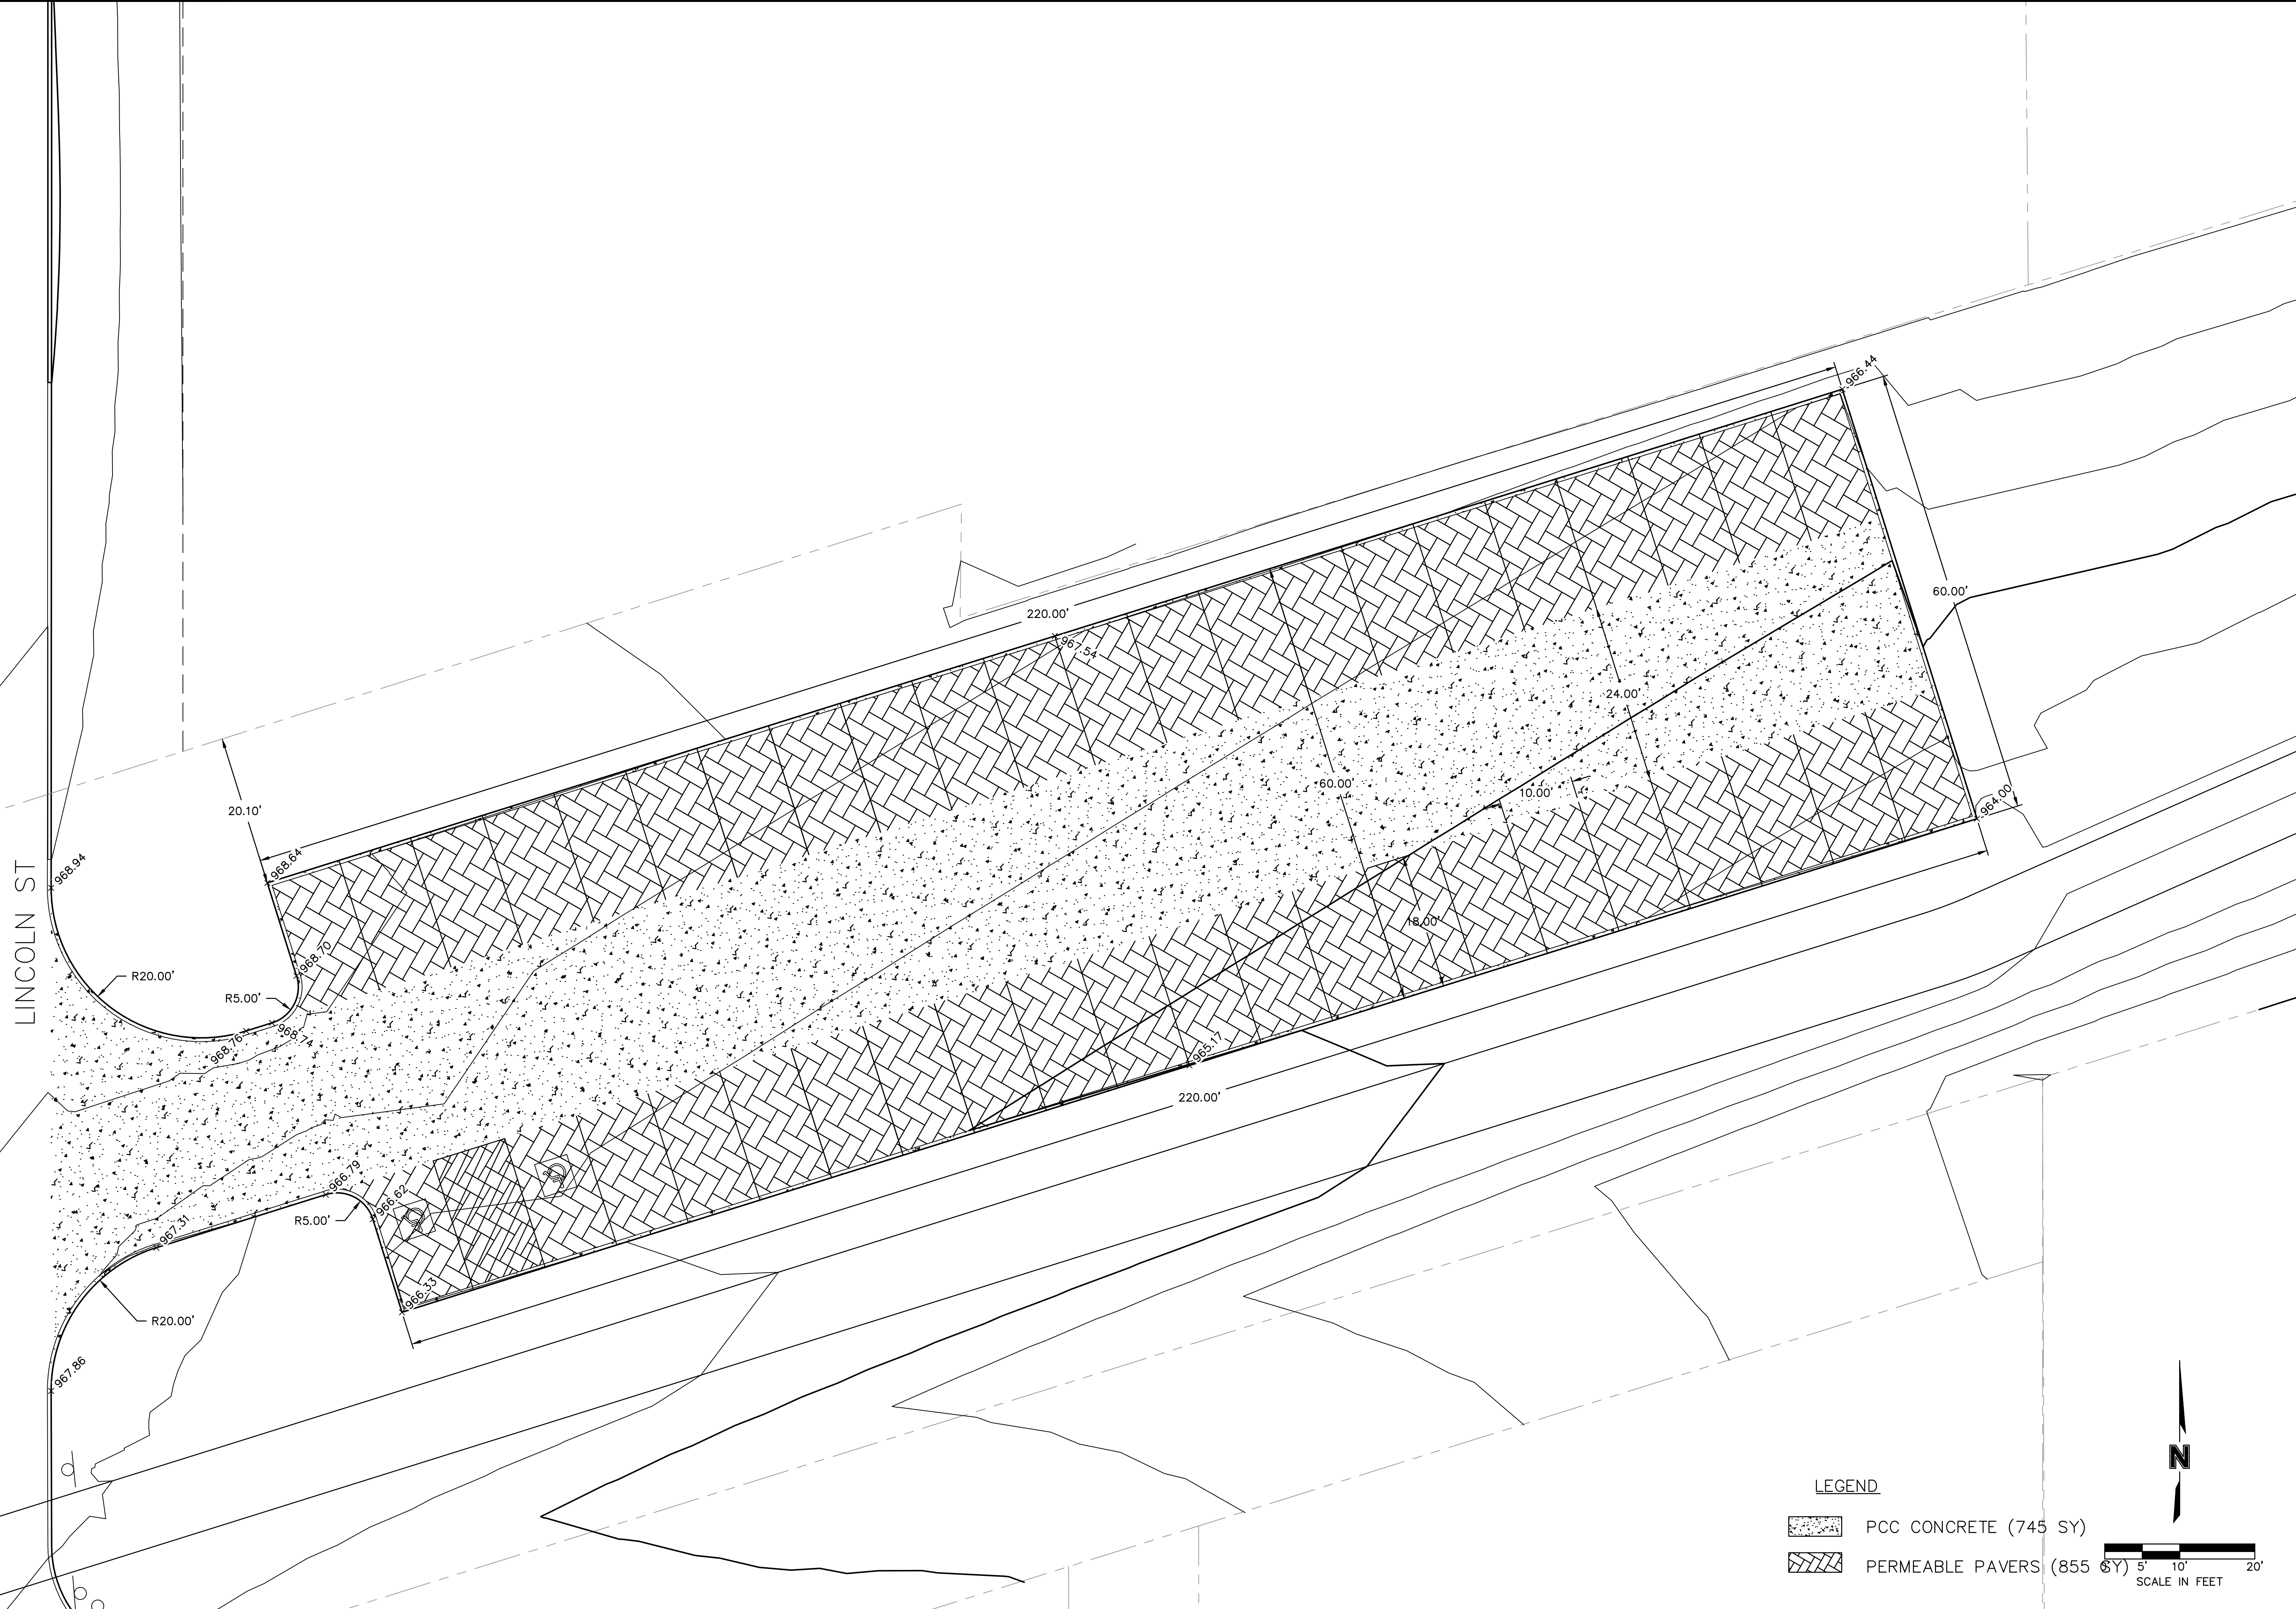 966.44
60.00'
220.00'
967.54
24.00'
60.00'
10.00'
964.00
20.10'
968.64
LINCOLN ST
968.94
18.00'
968.70
R20.00'
R5.00'
968.76
968.74
965.17
220.00'
966.79
966.62
R5.00'
967.31
966.33
R20.00'
967.86
N
LEGEND
PCC CONCRETE (745 SY)
PERMEABLE PAVERS (855 SY)
0 5' 10' 20'
SCALE IN FEET